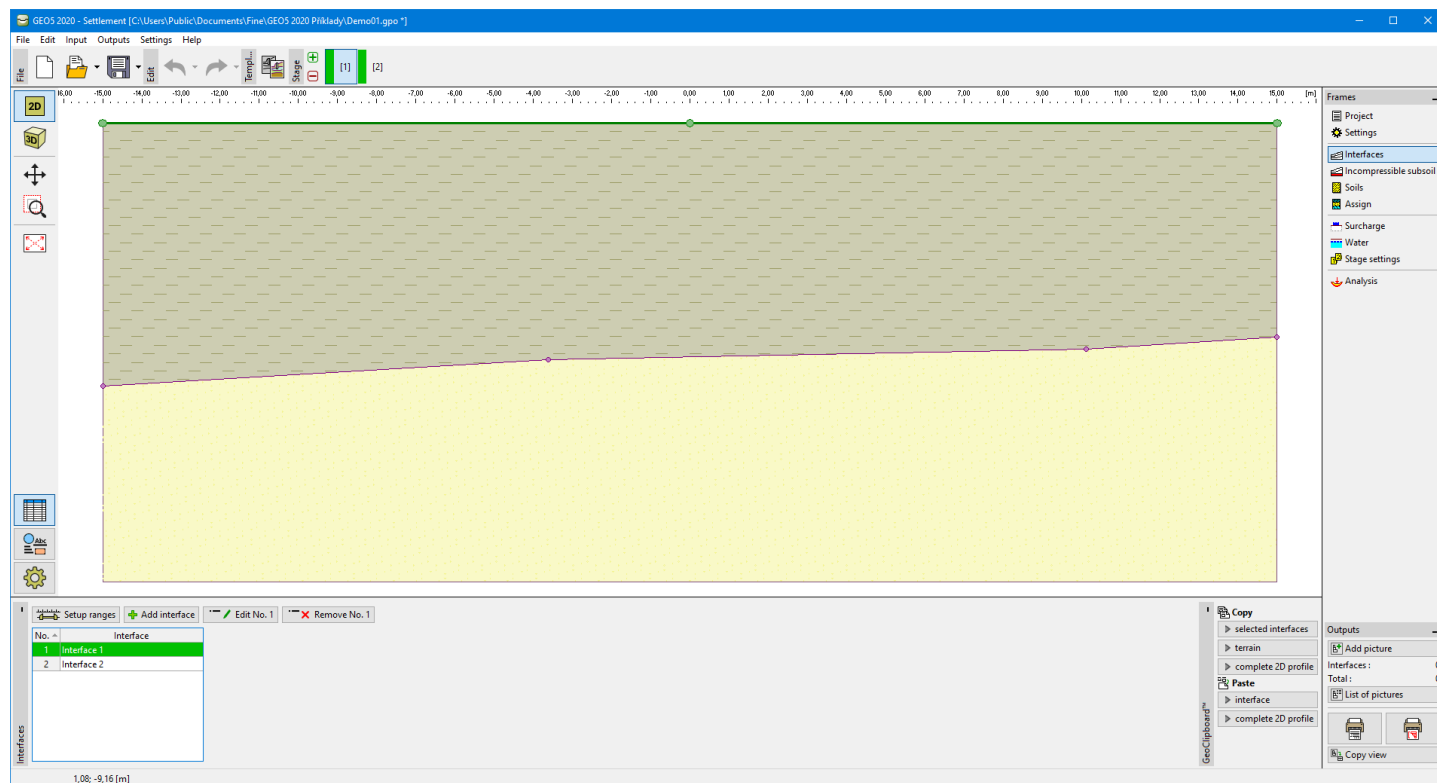 GEO5 2020 - Settlement [C:\Users\Public\Documents\Fine\GEO5 2020 Příklady\Demo01.gpo *]
File Edit Input Outputs Settings Help
File
Edit
Templ...
Stage
[1] [2]
2D
16,00 -15,00 -14,00 -13,00 -12,00 -11,00 -10,00 -9,00 -8,00 -7,00 -6,00 -5,00 -4,00 -3,00 -2,00 -1,00 0,00 1,00 2,00 3,00 4,00 5,00 6,00 7,00 8,00 9,00 10,00 11,00 12,00 13,00 14,00 15,00 [m]
3D
Abc
Frames
Project
Settings
Interfaces
Incompressible subsoil
Soils
Assign
Surcharge
Water
Stage settings
Analysis
Setup ranges Add interface Edit No. 1 Remove No. 1
No. Interface
1 Interface 1
2 Interface 2
Interfaces
GeoClipboard™
Copy
selected interfaces
terrain
complete 2D profile
Paste
interface
complete 2D profile
Outputs
Add picture
Interfaces :
Total :
List of pictures
Copy view
1,08; -9,16 [m]